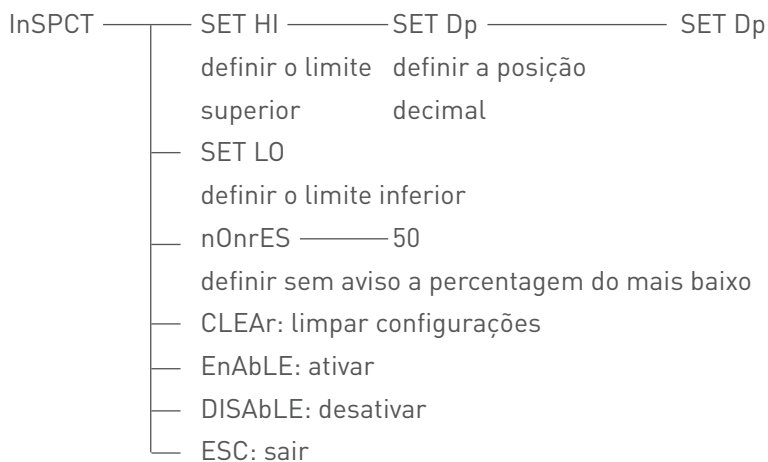 InSPCT SET HI SET Dp SET Dp
definir o limite definir a posição
superior decimal
SET LO
definir o limite inferior
nOnrES 50
definir sem aviso a percentagem do mais baixo
CLEAr: limpar configurações
EnAbLE: ativar
DISAbLE: desativar
ESC: sair